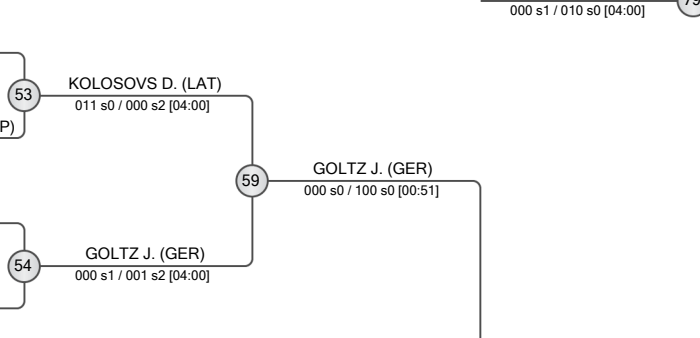 000 s1 / 010 s0 [04:00]
53
KOLOSOVS D. (LAT)
011 s0 / 000 s2 [04:00]
P)
59
GOLTZ J. (GER)
000 s0 / 100 s0 [00:51]
54
GOLTZ J. (GER)
000 s1 / 001 s2 [04:00]